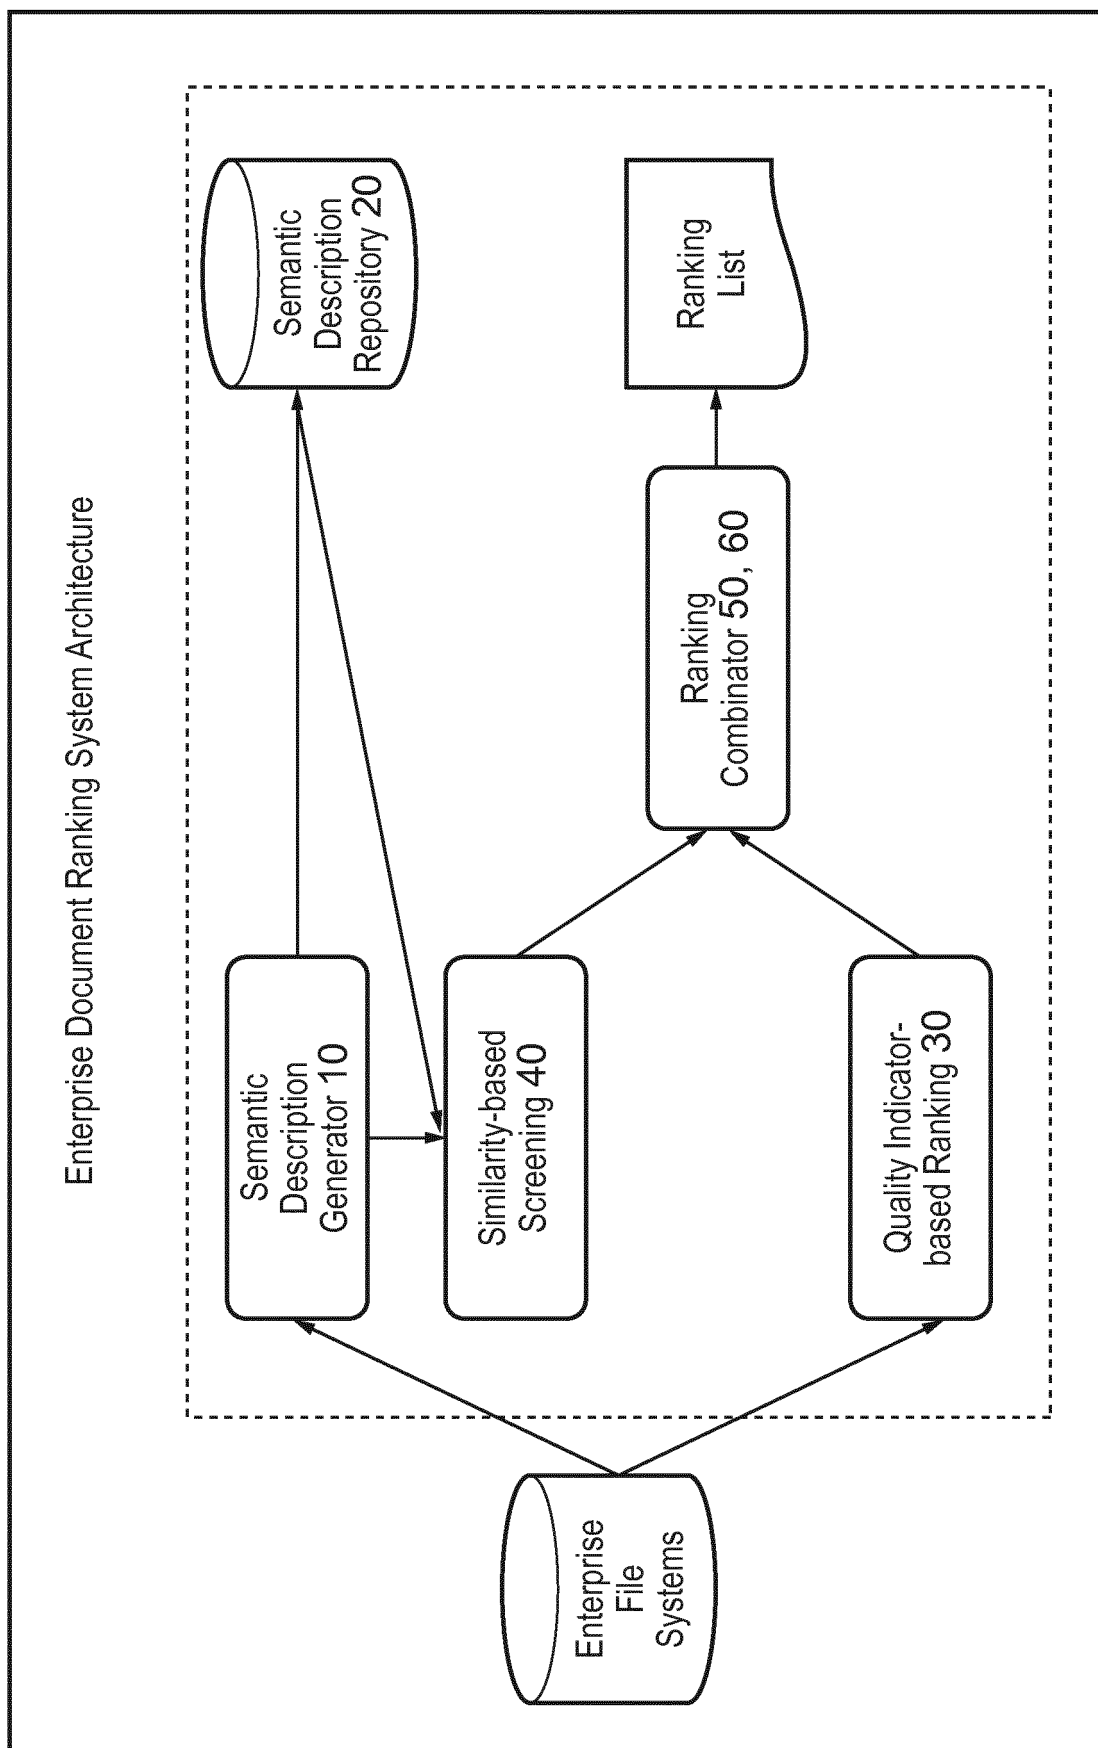 Enterprise Document Ranking System Architecture
Enterprise
File
Systems
Semantic
Description
Generator 10
Similarity-based
Screening 40
Quality Indicator-
based Ranking 30
Ranking
Combinator 50, 60
Semantic
Description
Repository 20
Ranking
List